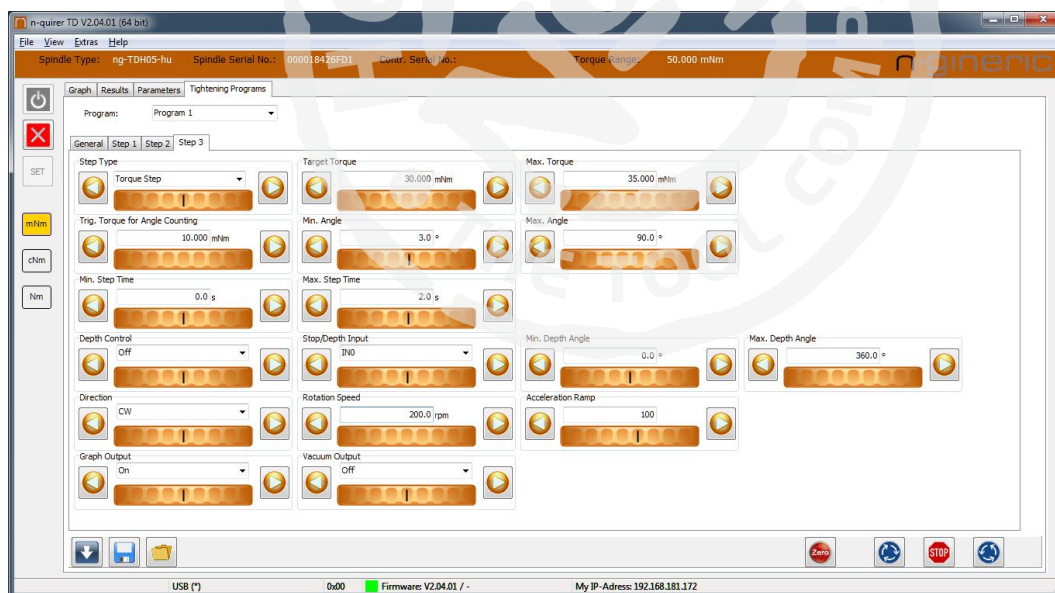 n-quirer TD V2.04.01 (64 bit)
File View Extras Help
Spindle Type: ng-TDH05-hu Spindle Serial No.: 000018426FD1 Contr. Serial No.: Torque Range: 50.000 mNm ngineric
Graph Results Parameters Tightening Programs
Program: Program 1
General Step 1 Step 2 Step 3
SET
mNm
cNm
Nm
Step Type Target Torque Max. Torque
Torque Step 30.000 mNm 35.000 mNm
Trig. Torque for Angle Counting Min. Angle Max. Angle
10.000 mNm 3.0 ° 90.0 °
Min. Step Time Max. Step Time
0.0 s 2.0 s
Depth Control Stop/Depth Input Min. Depth Angle Max. Depth Angle
Off IN0 0.0 ° 360.0 °
Direction Rotation Speed Acceleration Ramp
CW 200.0 rpm 100
Graph Output Vacuum Output
On Off
Zero STOP
USB (*) 0x00 Firmware: V2.04.01 / - My IP-Adress: 192.168.181.172